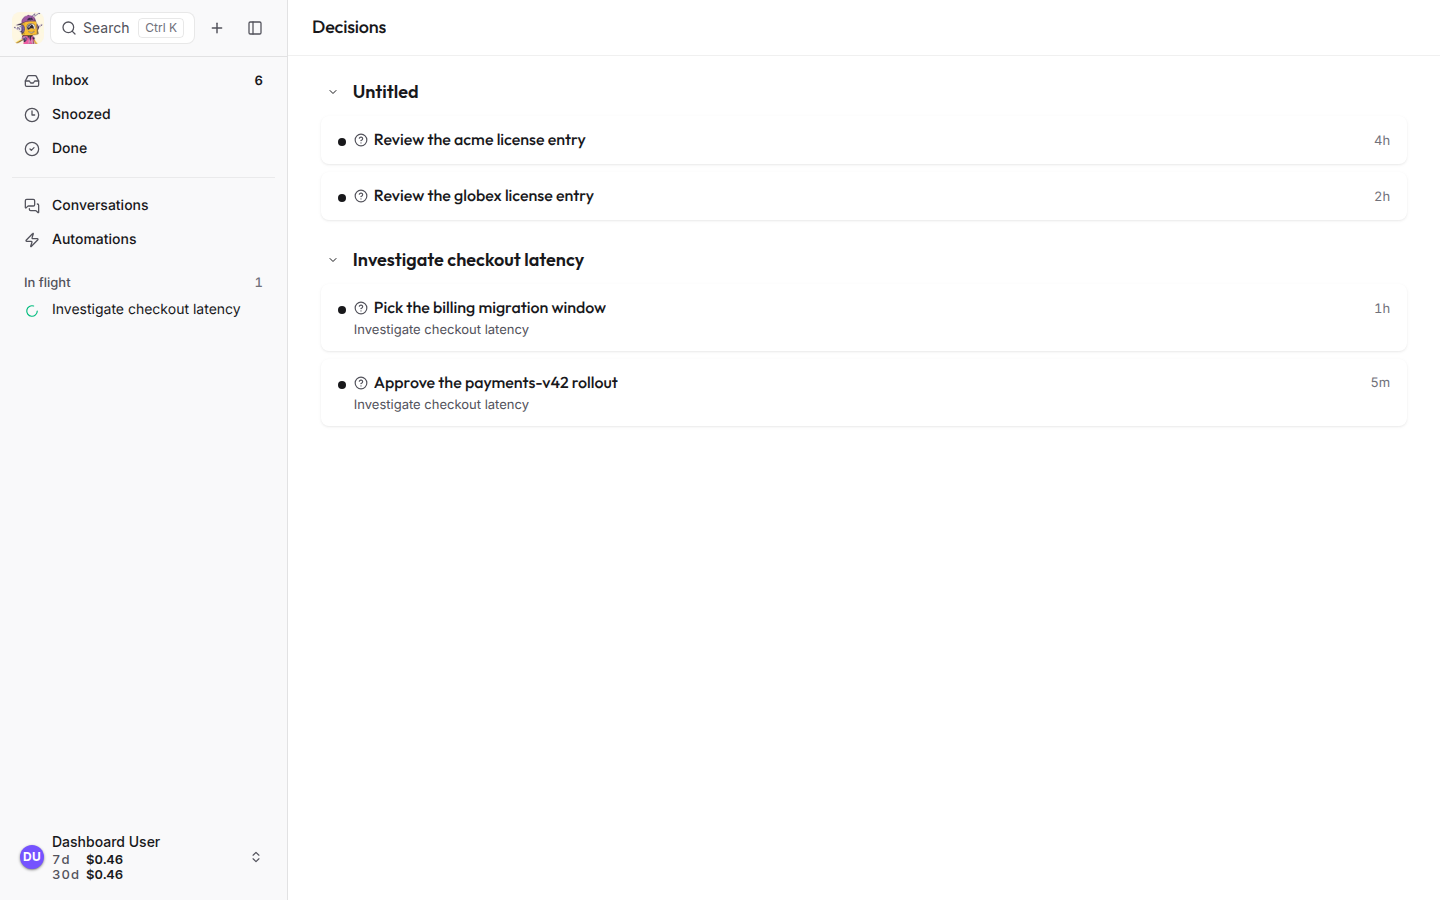 Search Ctrl K
Decisions
Inbox 6
Snoozed
Done
Conversations
Automations
In flight 1
Investigate checkout latency
Untitled
Review the acme license entry 4h
Review the globex license entry 2h
Investigate checkout latency
Pick the billing migration window 1h
Investigate checkout latency
Approve the payments-v42 rollout 5m
Investigate checkout latency
DU
Dashboard User
7d $0.46
30d $0.46